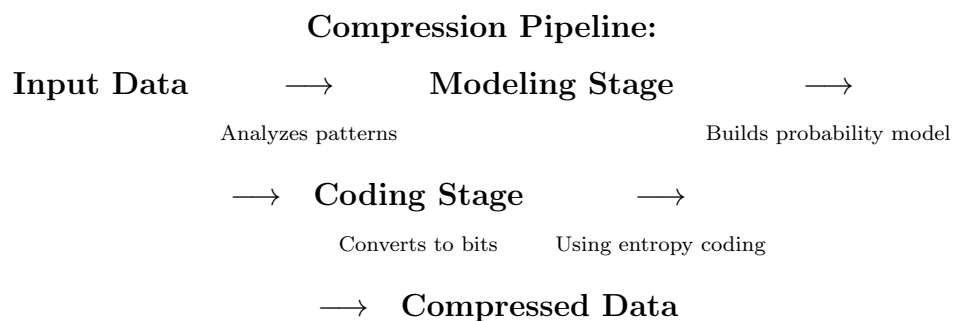 Compression Pipeline:
Input Data ⟶ Modeling Stage ⟶
Analyzes patterns Builds probability model
⟶ Coding Stage ⟶
Converts to bits Using entropy coding
⟶ Compressed Data